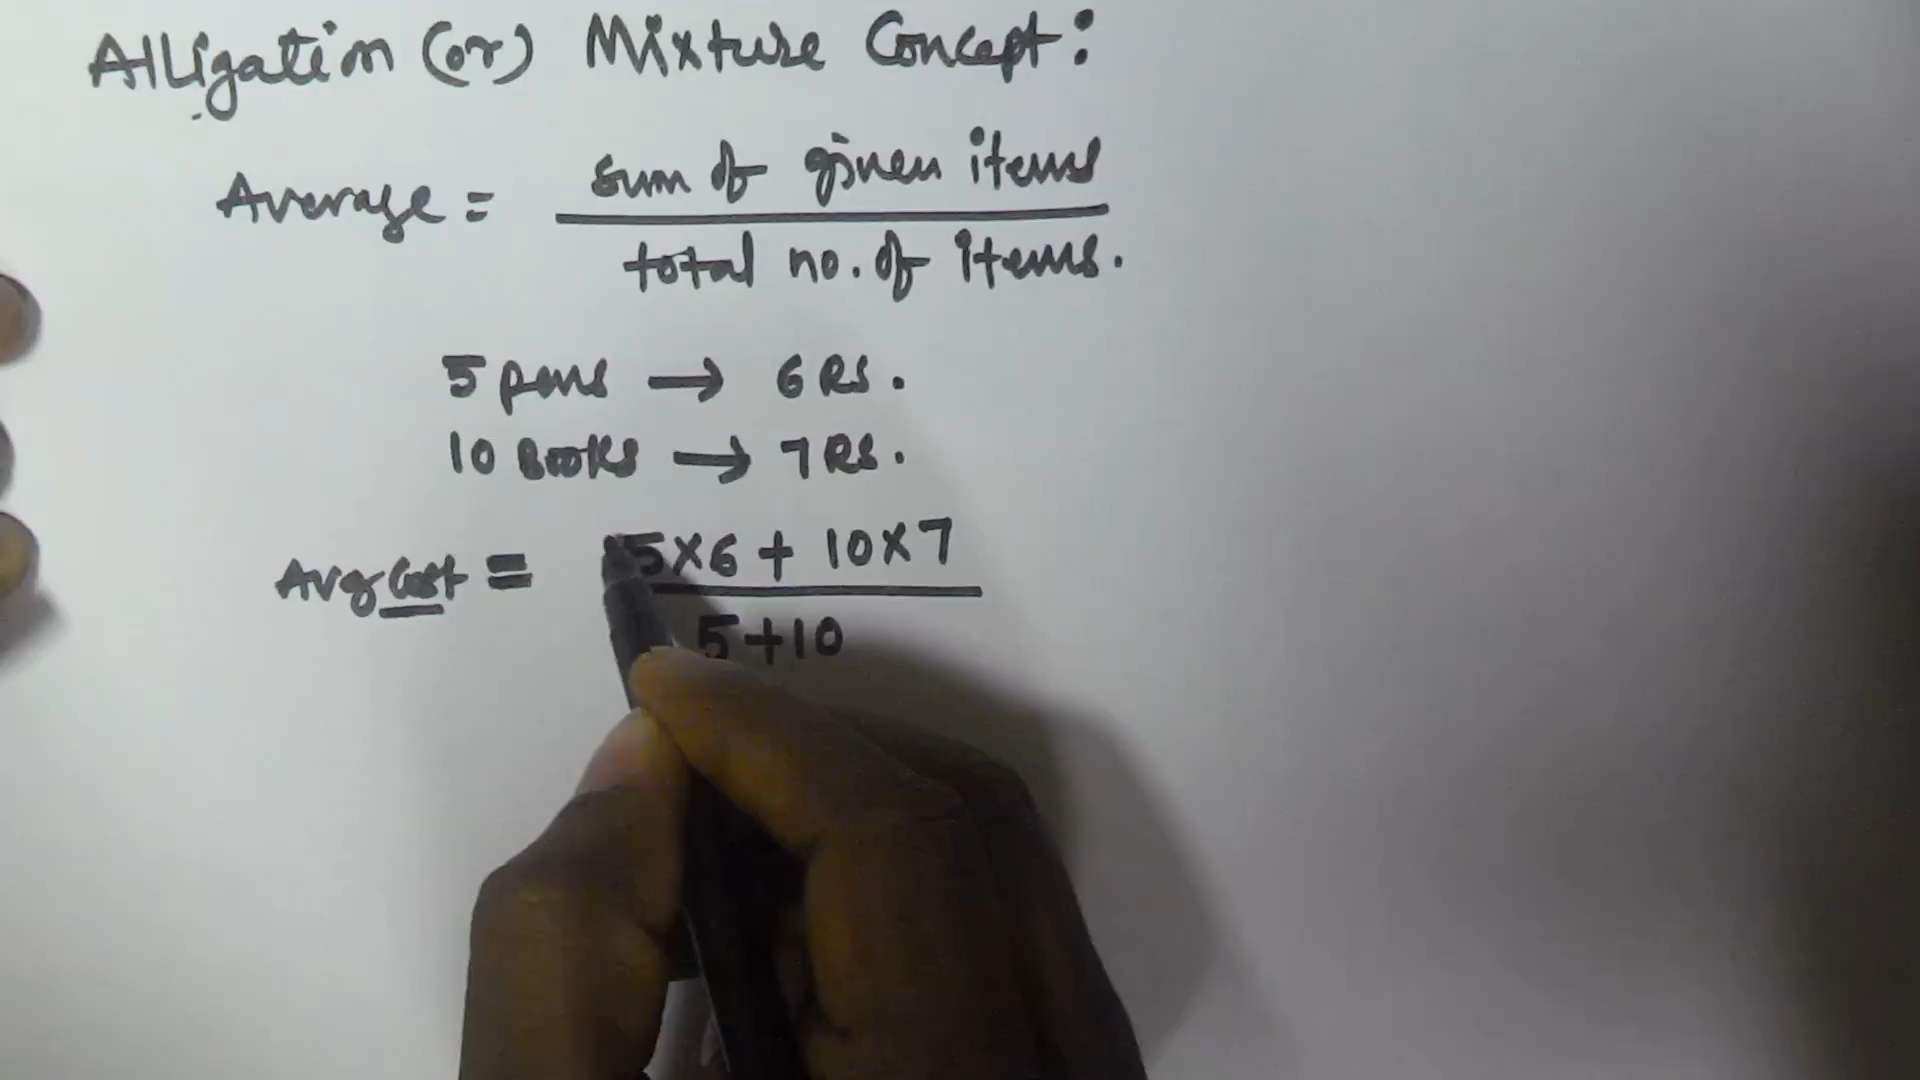 Alligation (or) Mixture Concept:
Average = sum of given items
total no. of items.
5 pens → 6 RS.
10 Books → 7 RS.
Avg Cost = 5×6 + 10×7
5+10